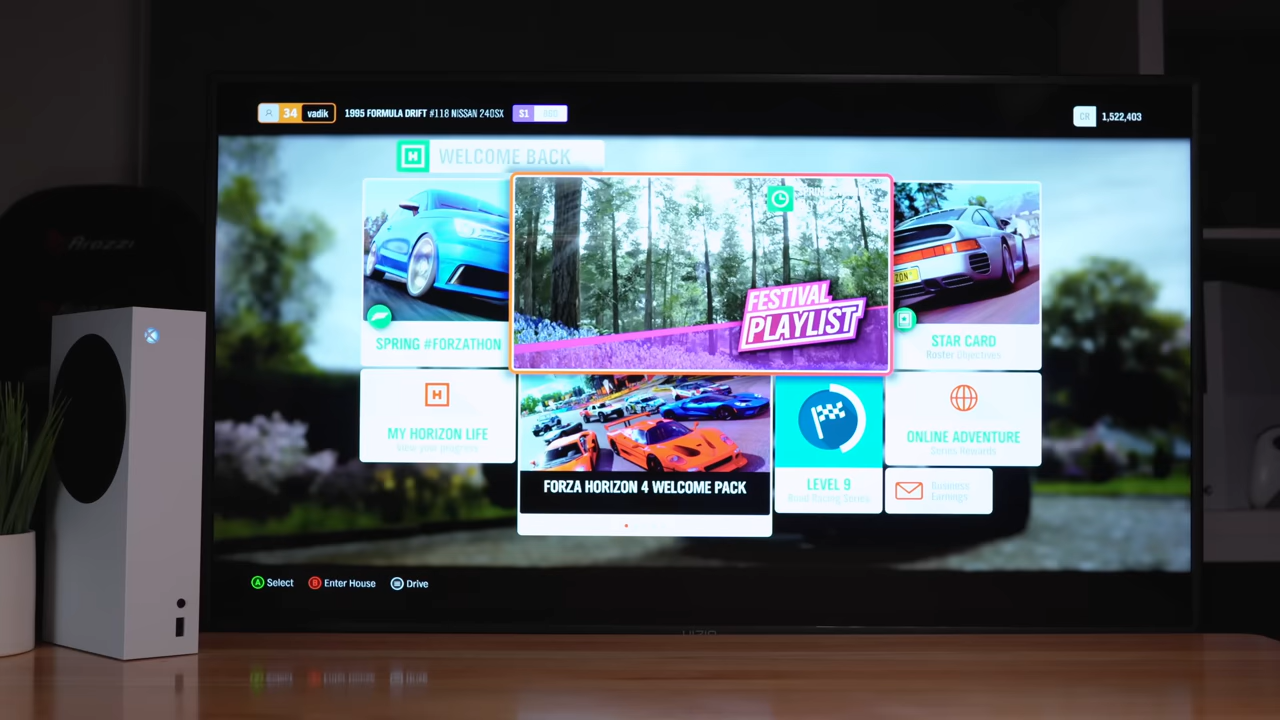 34 vadik 1995 FORMULA DRIFT #118 NISSAN 240SX S1
CR 1,522,403
WELCOME BACK
Arozzi
FESTIVAL
PLAYLIST
SPRING #FORZATHON
STAR CARD
Roster Objectives
MY HORIZON LIFE
ONLINE ADVENTURE
Series Rewards
FORZA HORIZON 4 WELCOME PACK
LEVEL 9
Road Racing Series
Business
Earnings
A Select B Enter House Drive
VIZIO